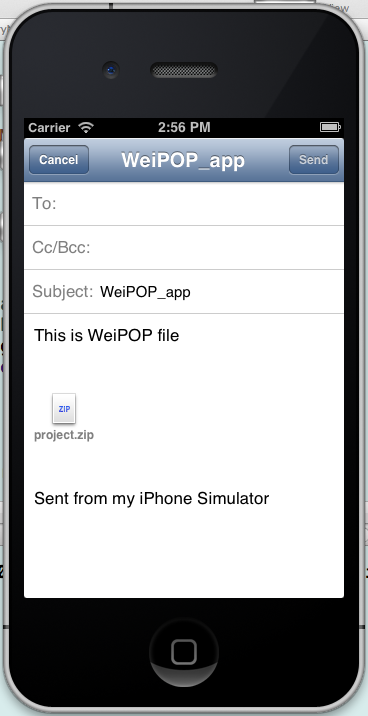 Carrier 2:56 PM
Cancel WeiPOP_app Send
To:
Cc/Bcc:
Subject: WeiPOP_app
This is WeiPOP file
ZIP
project.zip
Sent from my iPhone Simulator